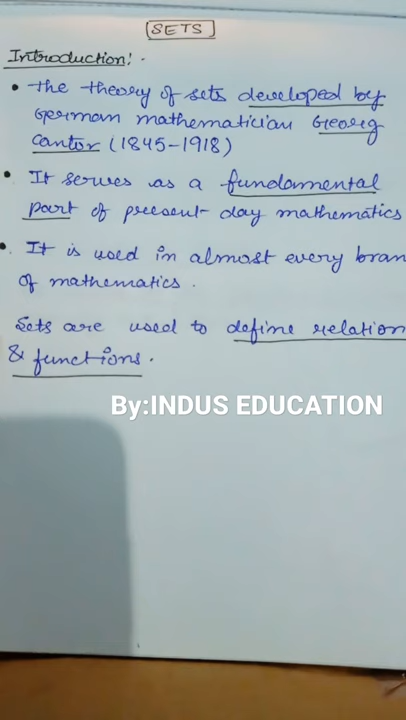 SETS
Introduction:-
• The theory of sets developed by
German mathematician Georg
Cantor (1845-1918)
• It serves as a fundamental
part of present-day mathematics
• It is used in almost every bran
of mathematics.
Sets are used to define relation
& functions.
By:INDUS EDUCATION